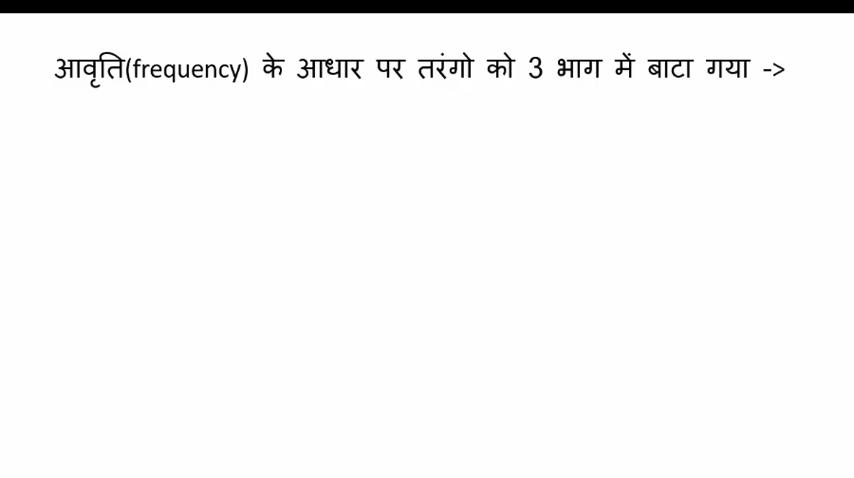 आवृति(frequency) के आधार पर तरंगो को 3 भाग में बाटा गया ->